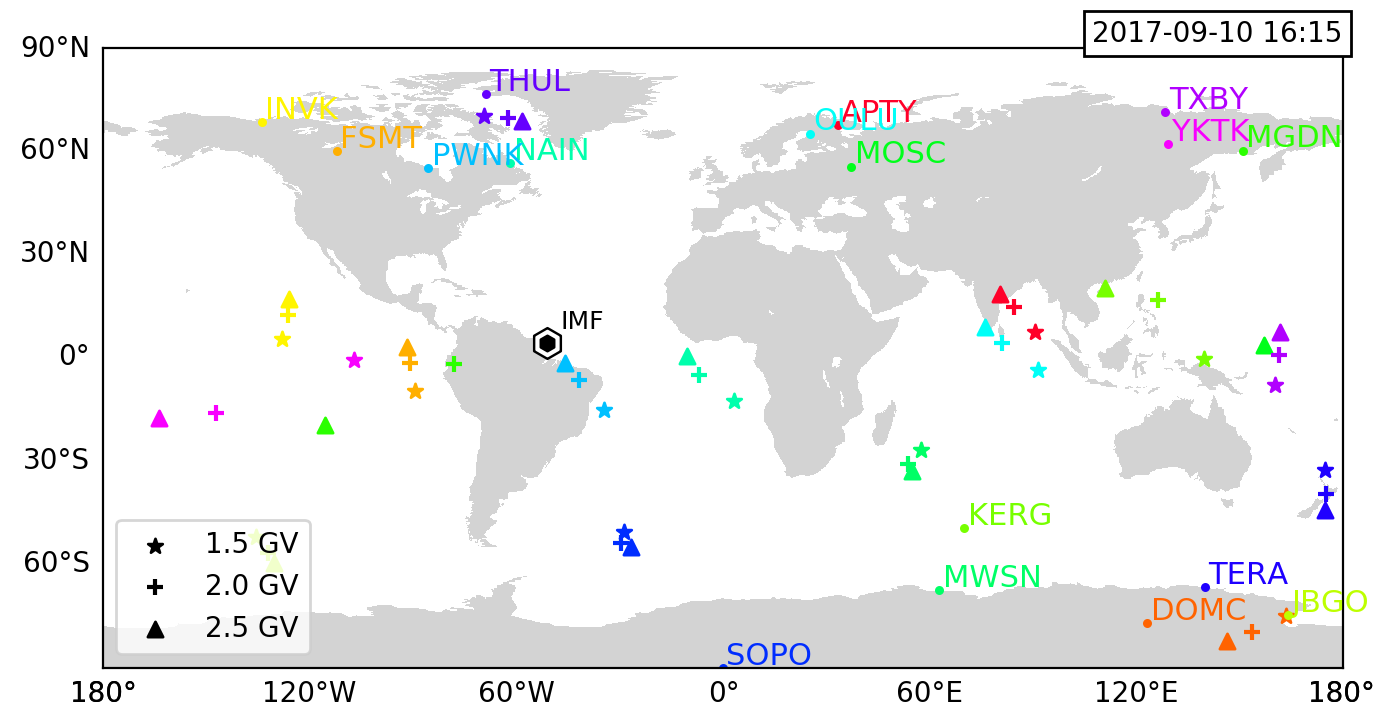 2017-09-10 16:15
90°N
THUL
INVK
APTY
OULU
TXBY
FSMT
YKTK
MGDN
60°N
PWNK
NAIN
MOSC
30°N
IMF
0°
30°S
KERG
1.5 GV
60°S
2.0 GV
MWSN
TERA
DOMC
JBGO
2.5 GV
SOPO
180° 120°W 60°W 0° 60°E 120°E 180°